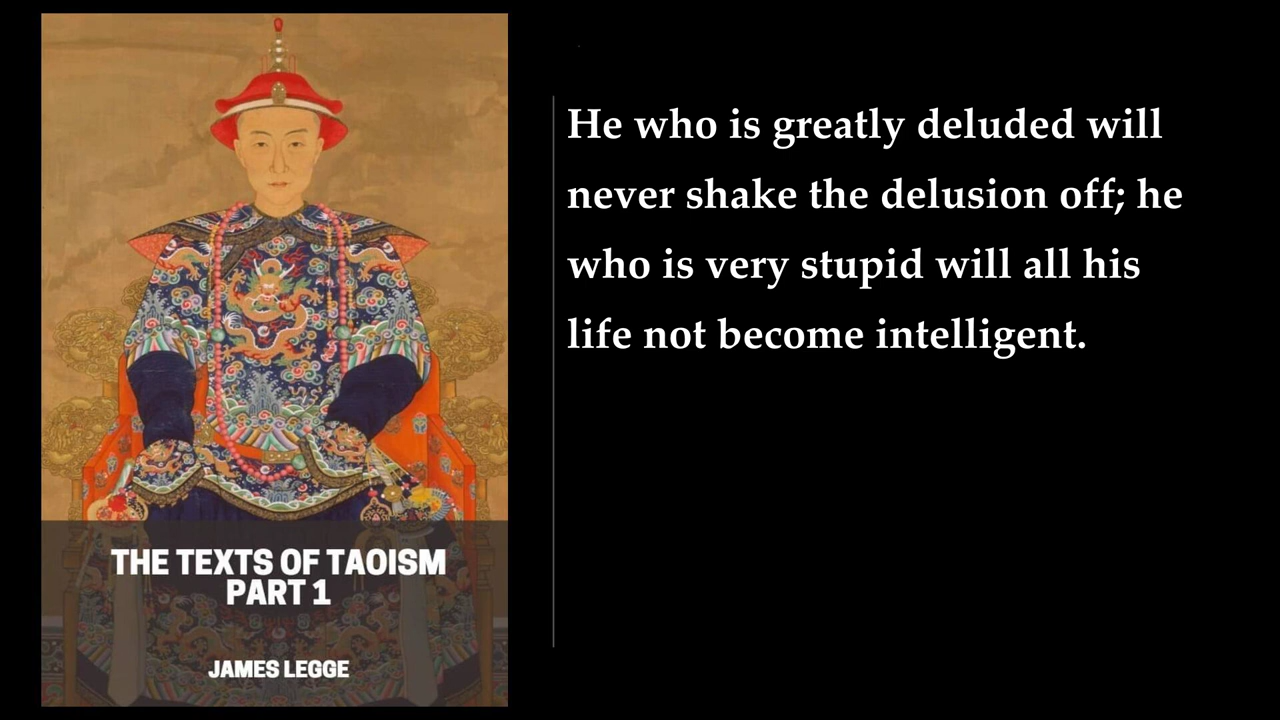 He who is greatly deluded will
never shake the delusion off; he
who is very stupid will all his
life not become intelligent.
THE TEXTS OF TAOISM
PART 1
JAMES LEGGE